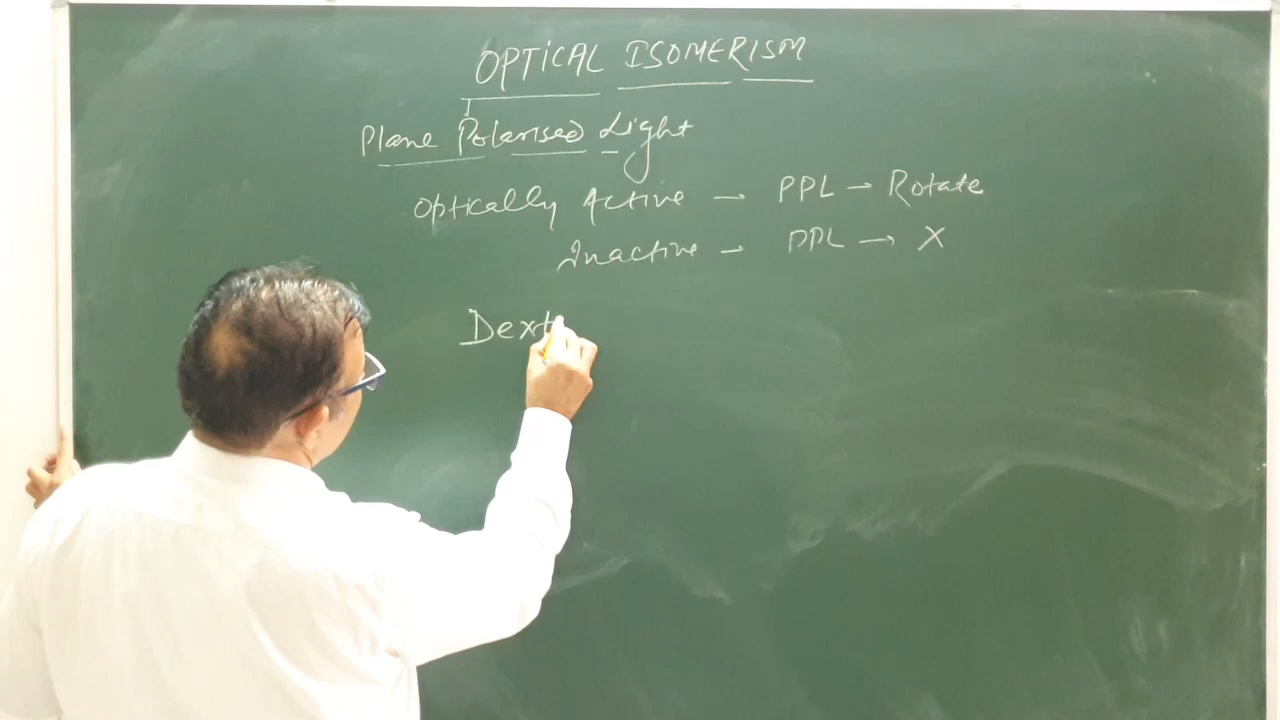 OPTICAL ISOMERISM
Plane Polarised Light
Optically Active → PPL → Rotate
Inactive - PPL → X
Dext